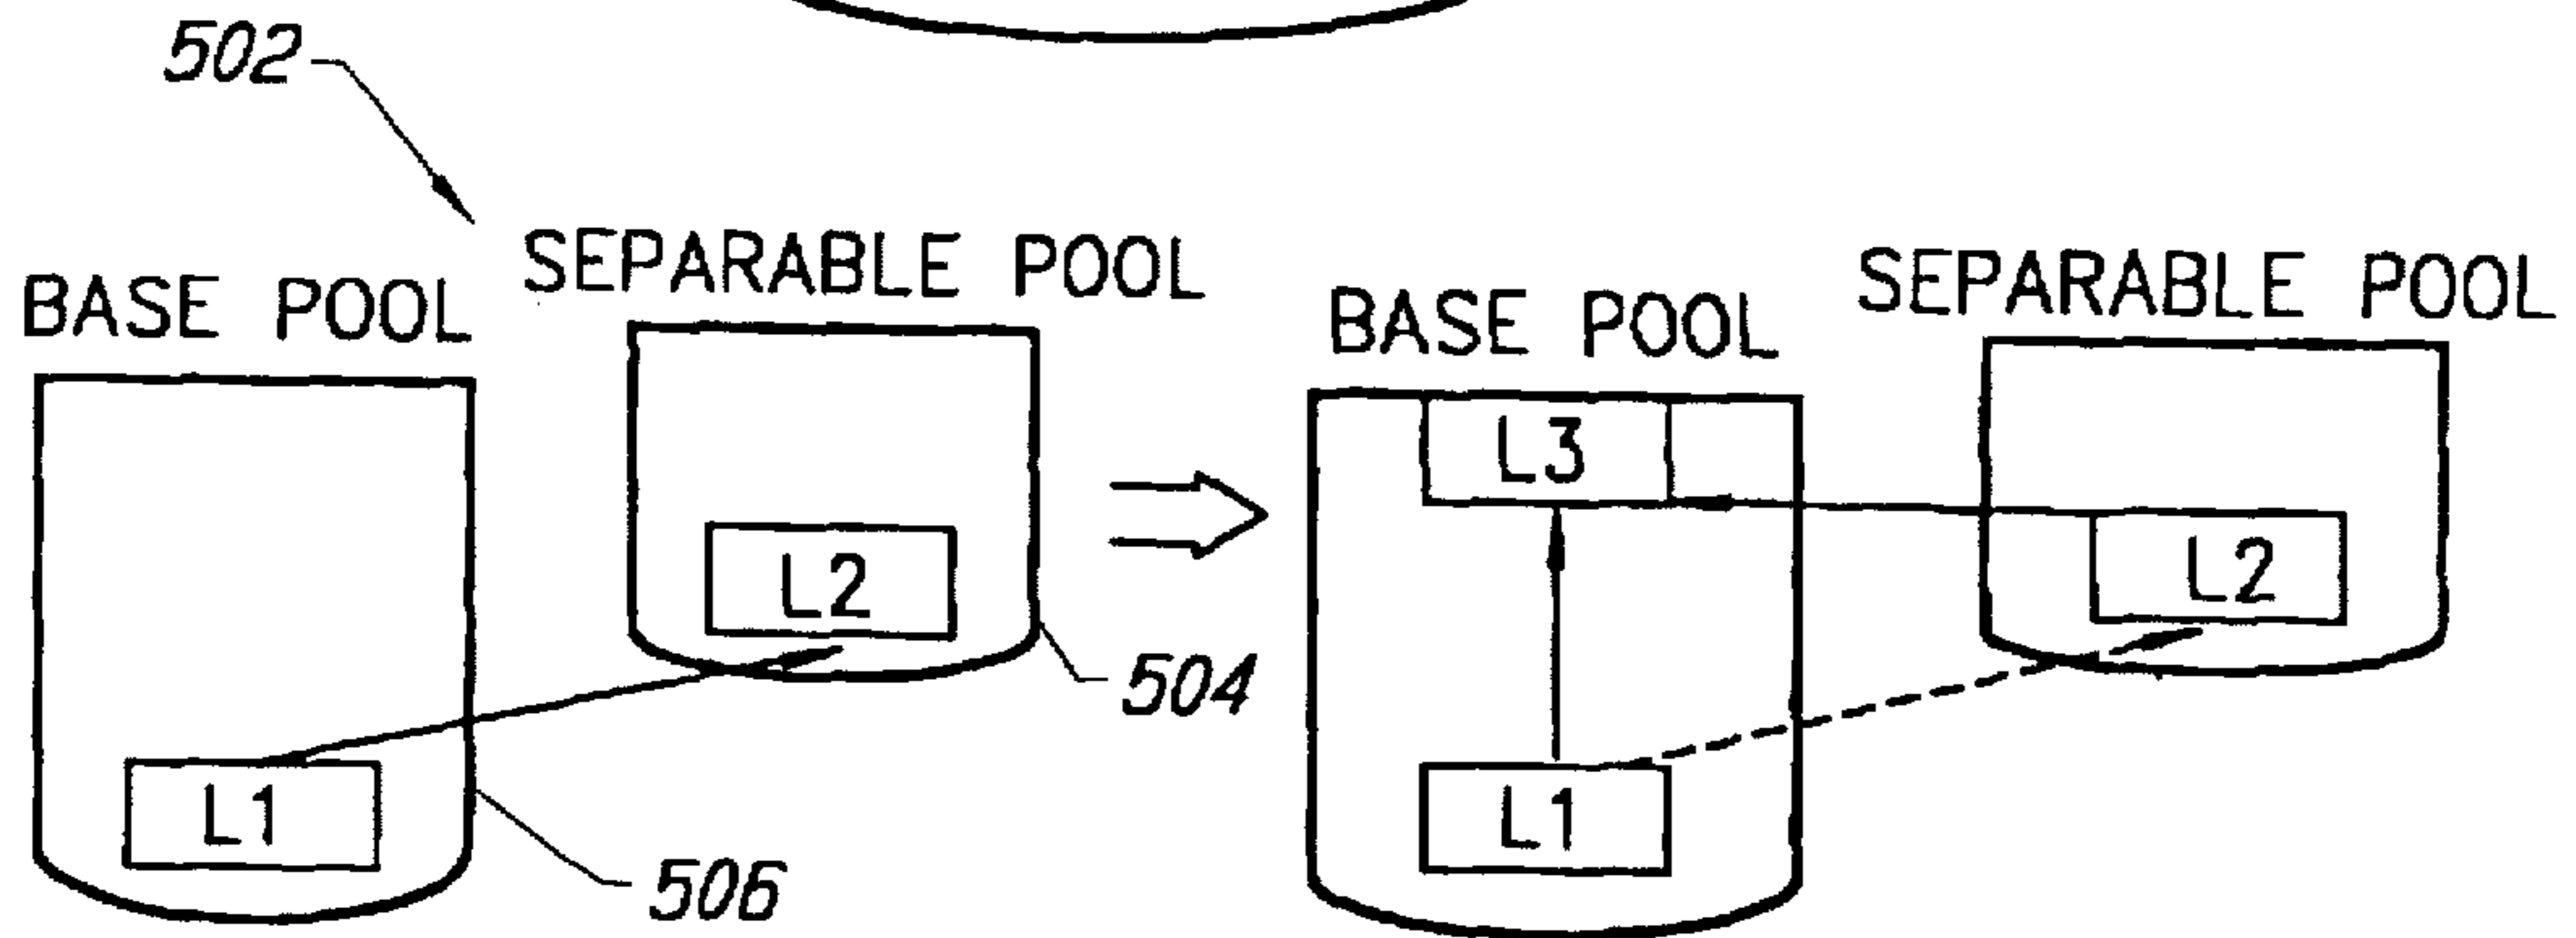 502
BASE POOL
SEPARABLE POOL
L2
504
L1
506
BASE POOL
SEPARABLE POOL
L3
L2
L1